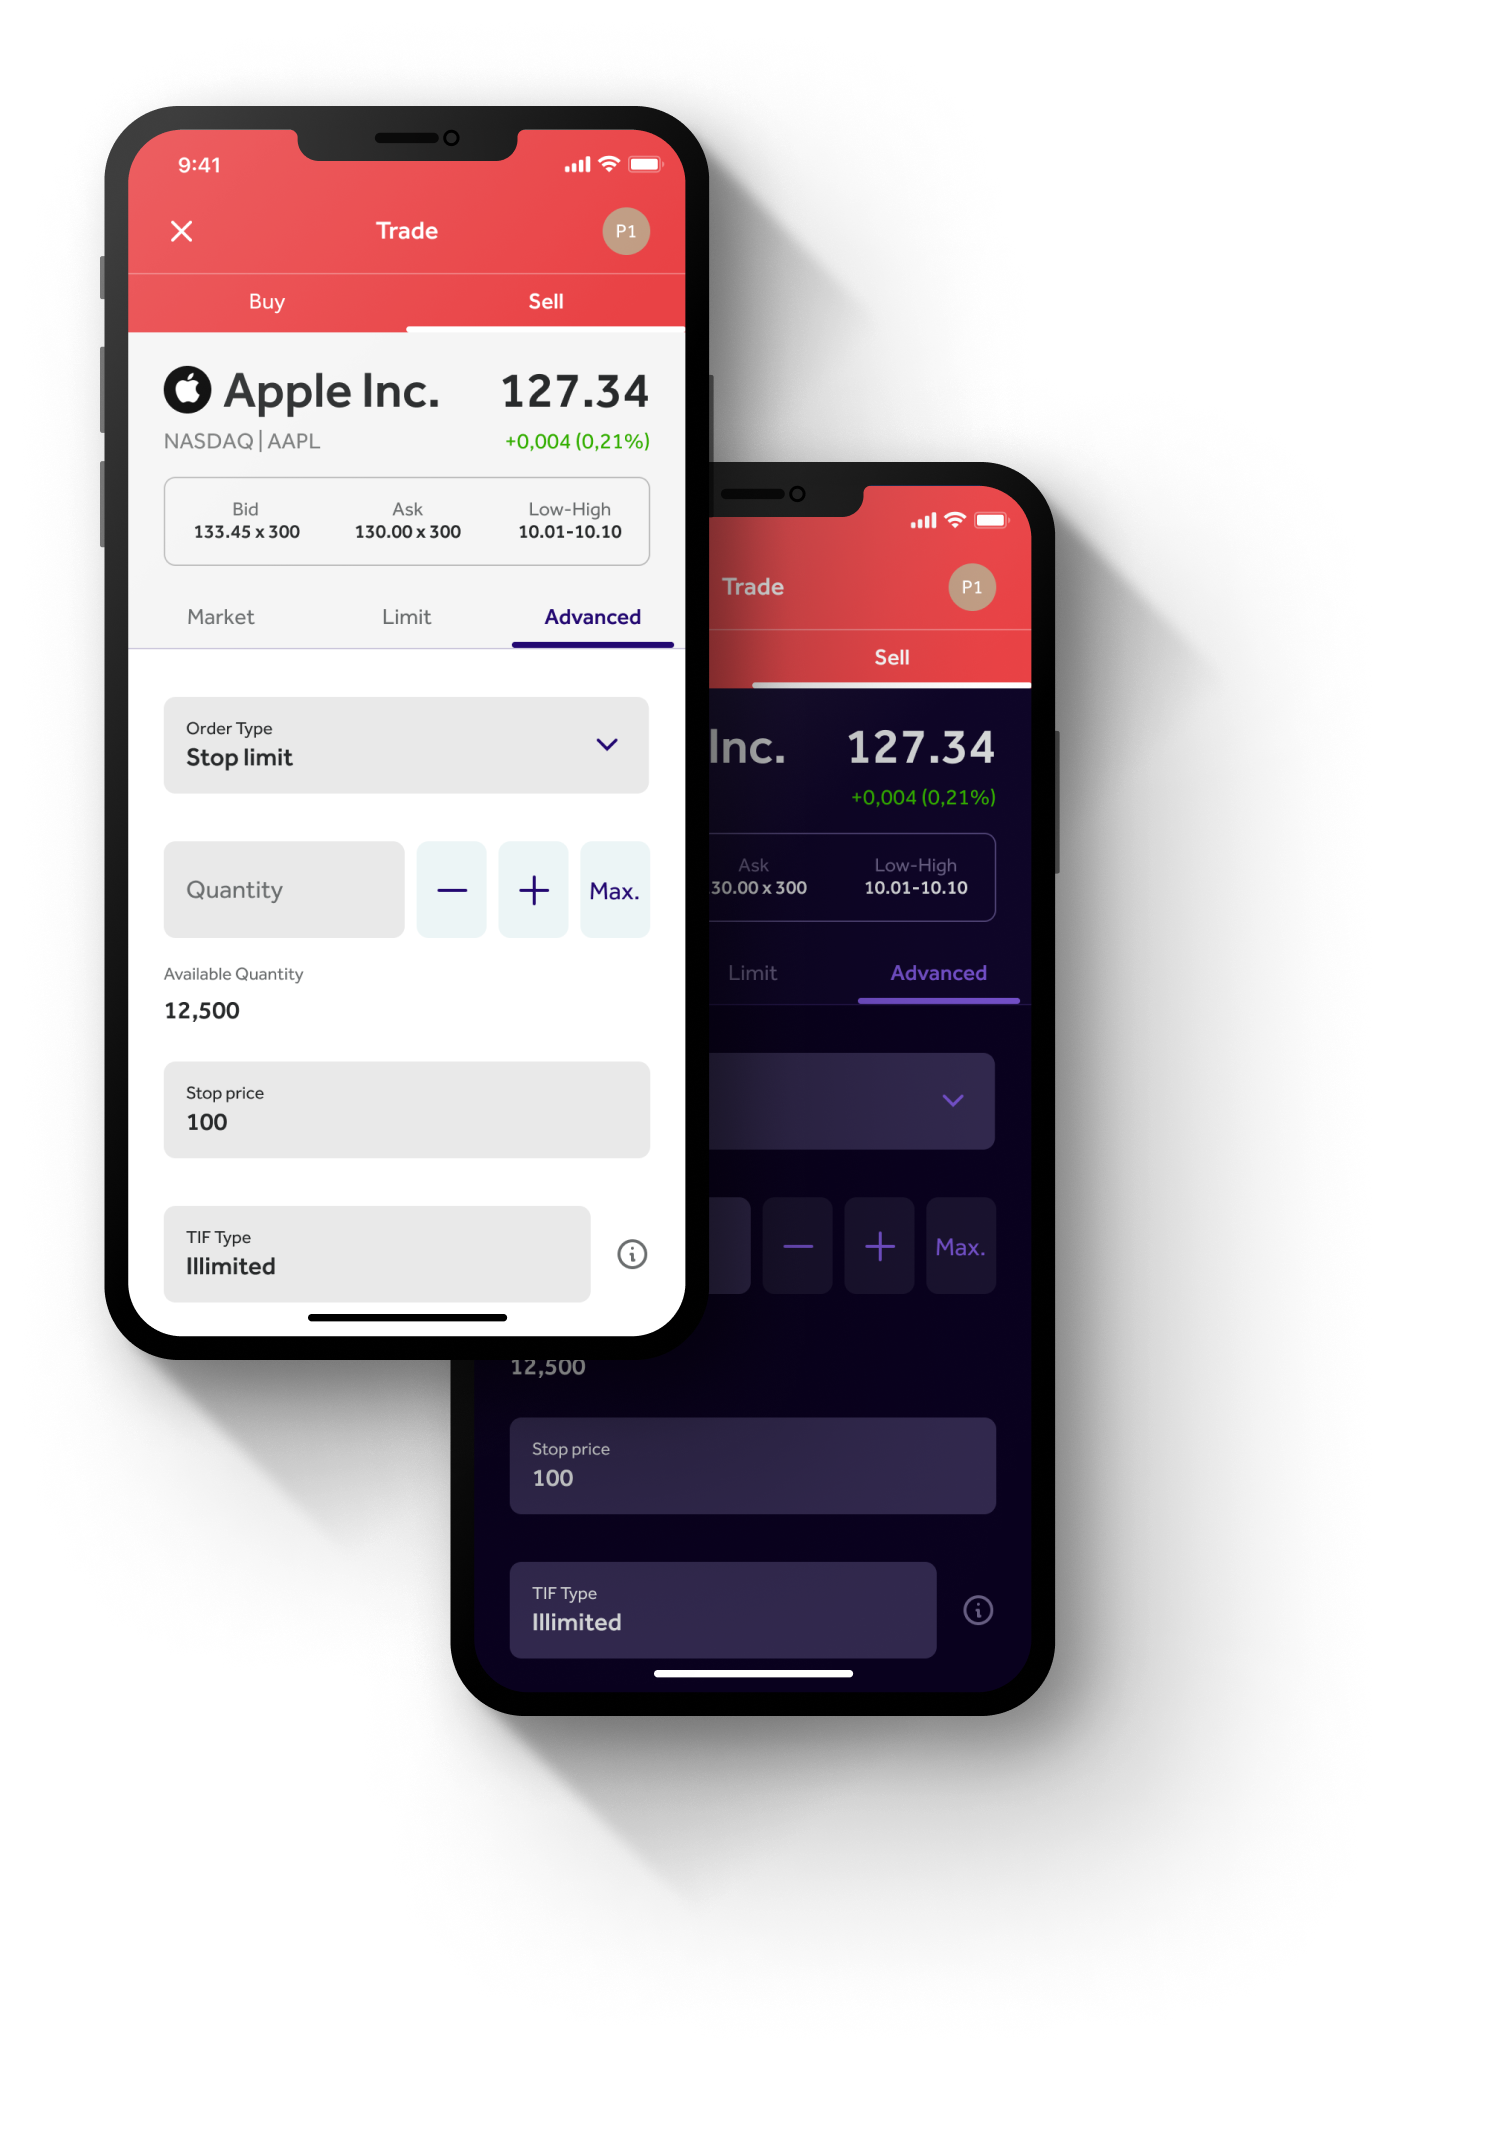 9:41
Trade
P1
Buy
Sell
Apple Inc.
127.34
NASDAQ | AAPL
+0,004 (0,21%)
Bid
133.45 x 300
Ask
130.00 x 300
Low-High
10.01-10.10
Market
Limit
Advanced
Order Type
Stop limit
Quantity
Max.
Available Quantity
12,500
Stop price
100
TIF Type
Illimited
Trade
P1
Sell
Inc.
127.34
+0,004 (0,21%)
Ask
30.00 x 300
Low-High
10.01-10.10
Limit
Advanced
Max.
12,500
Stop price
100
TIF Type
Illimited